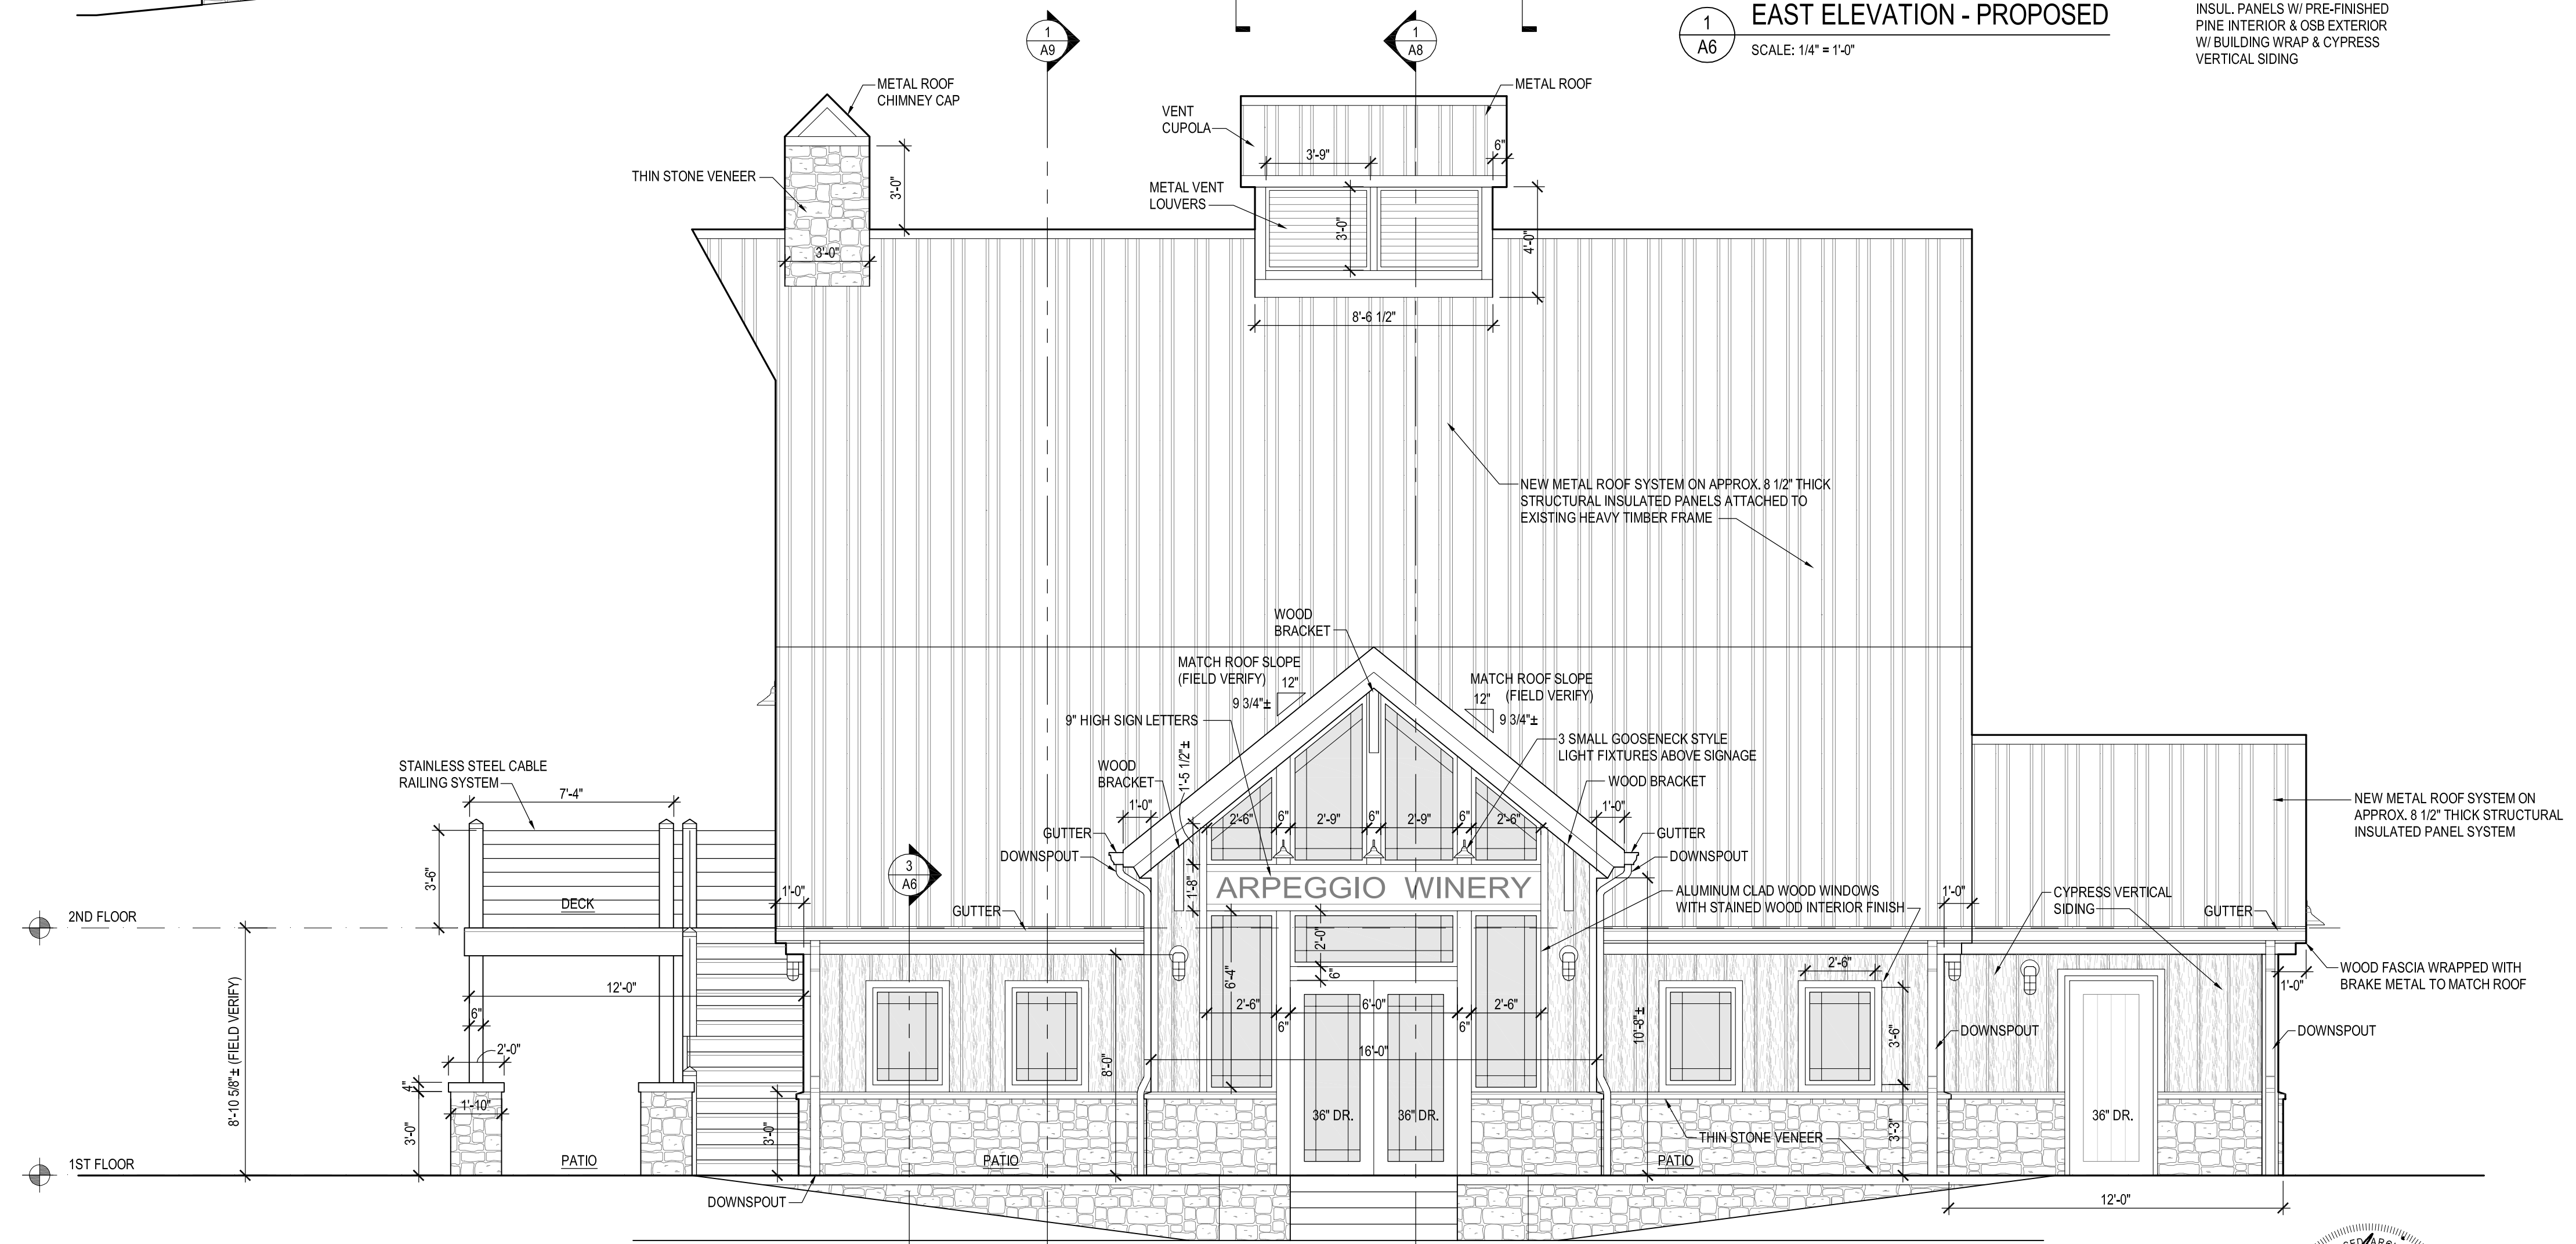 1
A9
1
A8
1
A6
EAST ELEVATION - PROPOSED
SCALE: 1/4" = 1'-0"
INSUL. PANELS W/ PRE-FINISHED
PINE INTERIOR & OSB EXTERIOR
W/ BUILDING WRAP & CYPRESS
VERTICAL SIDING
METAL ROOF
CHIMNEY CAP
THIN STONE VENEER
3'-0"
3'-0"
VENT
CUPOLA
METAL ROOF
3'-9"
6"
METAL VENT
LOUVERS
3'-0"
4'-0"
8'-6 1/2"
NEW METAL ROOF SYSTEM ON APPROX. 8 1/2" THICK
STRUCTURAL INSULATED PANELS ATTACHED TO
EXISTING HEAVY TIMBER FRAME
WOOD
BRACKET
MATCH ROOF SLOPE
(FIELD VERIFY)
12"
9 3/4"±
MATCH ROOF SLOPE
(FIELD VERIFY)
12"
9 3/4"±
9" HIGH SIGN LETTERS
3 SMALL GOOSENECK STYLE
LIGHT FIXTURES ABOVE SIGNAGE
WOOD
BRACKET
1'-5 1/2"±
WOOD BRACKET
1'-0"
1'-0"
GUTTER
DOWNSPOUT
GUTTER
DOWNSPOUT
2'-6"
6"
2'-9"
6"
2'-9"
6"
2'-6"
1'-8"
ARPEGGIO WINERY
ALUMINUM CLAD WOOD WINDOWS
WITH STAINED WOOD INTERIOR FINISH
STAINLESS STEEL CABLE
RAILING SYSTEM
7'-4"
3'-6"
DECK
1'-0"
3
A6
GUTTER
2ND FLOOR
1'-0"
CYPRESS VERTICAL
SIDING
GUTTER
NEW METAL ROOF SYSTEM ON
APPROX. 8 1/2" THICK STRUCTURAL
INSULATED PANEL SYSTEM
WOOD FASCIA WRAPPED WITH
BRAKE METAL TO MATCH ROOF
1'-0"
8'-10 5/8"± (FIELD VERIFY)
12'-0"
6"
2'-0"
4"
1'-10"
3'-0"
3'-0"
8'-0"
2'-0"
6"
6'-4"
2'-6"
6"
6'-0"
6"
2'-6"
16'-0"
10'-8"±
2'-6"
3'-6"
3'-3"
DOWNSPOUT
DOWNSPOUT
36" DR.
36" DR.
36" DR.
THIN STONE VENEER
1ST FLOOR
PATIO
PATIO
PATIO
DOWNSPOUT
12'-0"